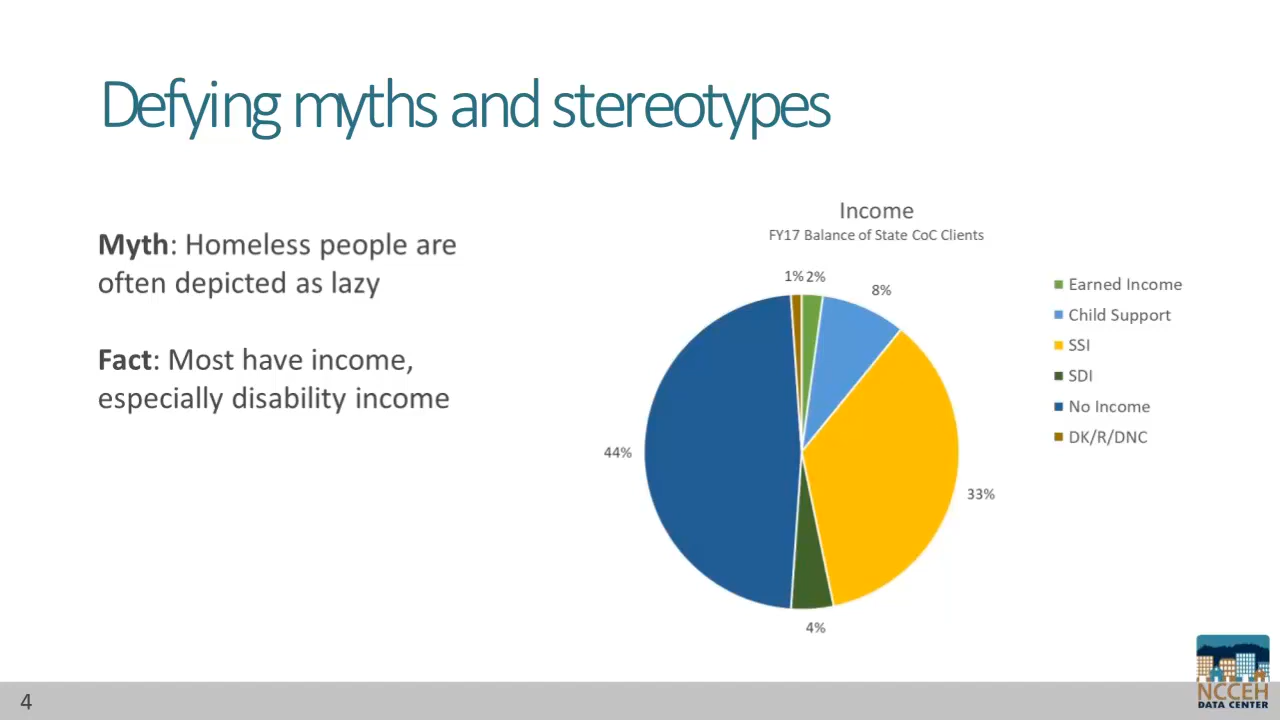 Defying myths and stereotypes
Myth: Homeless people are
often depicted as lazy
Fact: Most have income,
especially disability income
Income
FY17 Balance of State CoC Clients
1%
2%
8%
33%
4%
44%
Earned Income
Child Support
SSI
SDI
No Income
DK/R/DNC
4
NCCEH
DATA CENTER